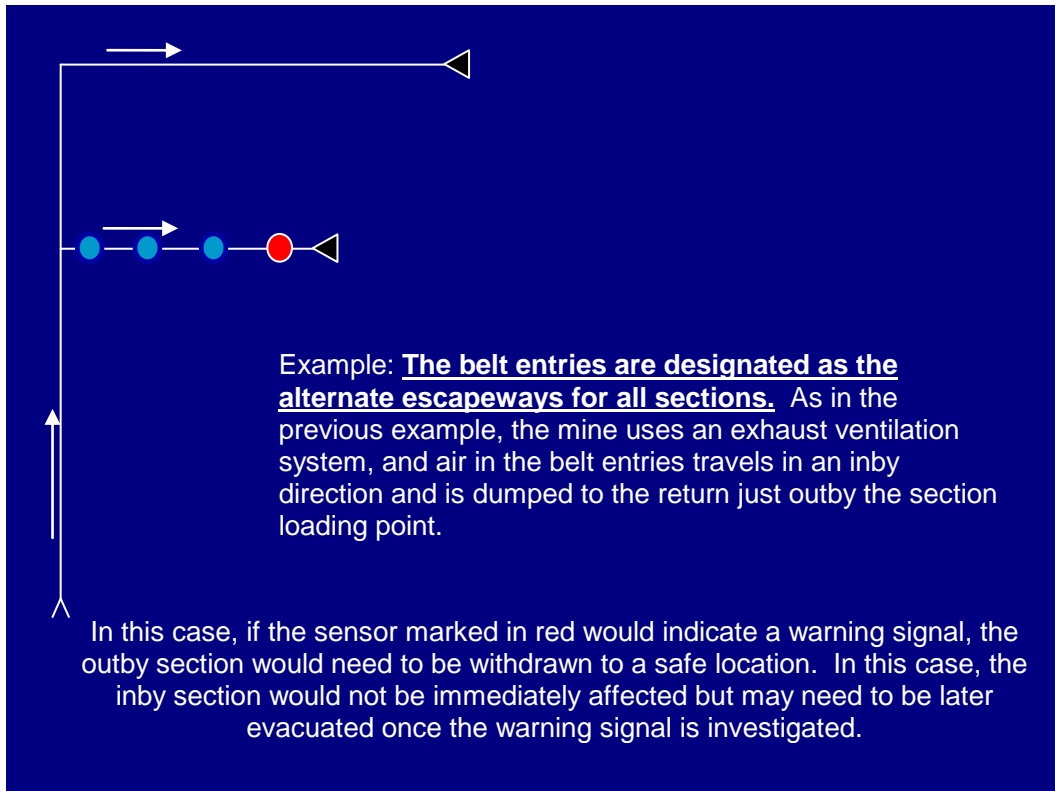 Example: The belt entries are designated as the
alternate escapeways for all sections. As in the
previous example, the mine uses an exhaust ventilation
system, and air in the belt entries travels in an inby
direction and is dumped to the return just outby the section
loading point.
In this case, if the sensor marked in red would indicate a warning signal, the
outby section would need to be withdrawn to a safe location. In this case, the
inby section would not be immediately affected but may need to be later
evacuated once the warning signal is investigated.